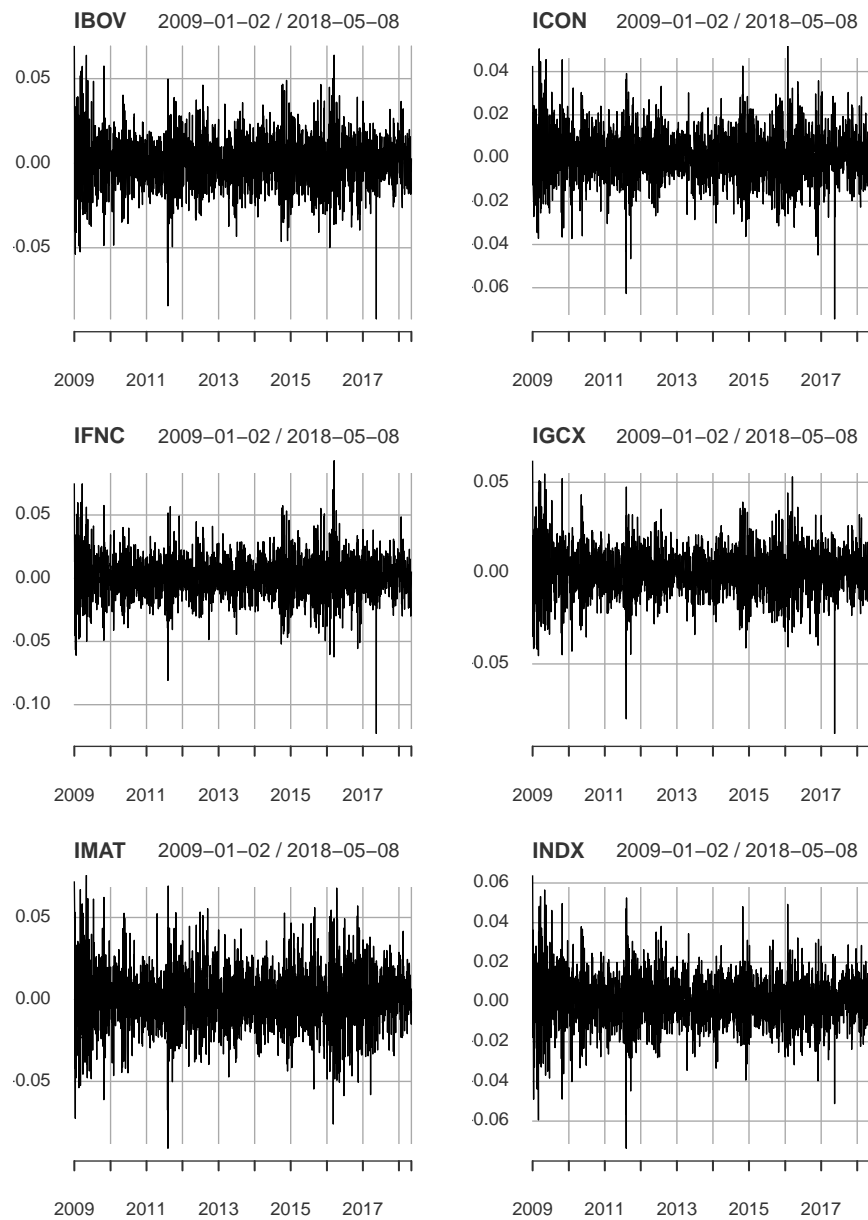 IBOV 2009-01-02 / 2018-05-08
0.05
0.00
-0.05
2009 2011 2013 2015 2017
ICON 2009-01-02 / 2018-05-08
0.04
0.02
0.00
-0.02
-0.04
-0.06
2009 2011 2013 2015 2017
IFNC 2009-01-02 / 2018-05-08
0.05
0.00
-0.05
-0.10
2009 2011 2013 2015 2017
IGCX 2009-01-02 / 2018-05-08
0.05
0.00
-0.05
2009 2011 2013 2015 2017
IMAT 2009-01-02 / 2018-05-08
0.05
0.00
-0.05
2009 2011 2013 2015 2017
INDX 2009-01-02 / 2018-05-08
0.06
0.04
0.02
0.00
-0.02
-0.04
-0.06
2009 2011 2013 2015 2017